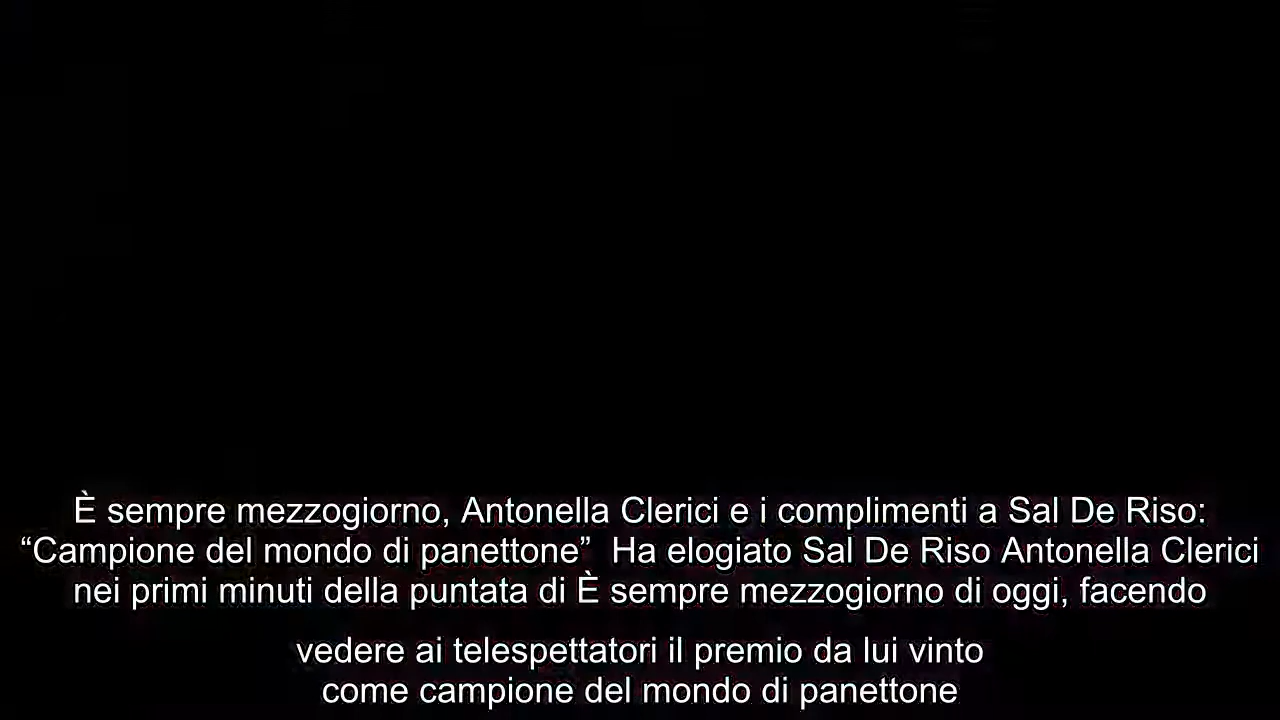 È sempre mezzogiorno, Antonella Clerici e i complimenti a Sal De Riso:
“Campione del mondo di panettone”  Ha elogiato Sal De Riso Antonella Clerici
nei primi minuti della puntata di È sempre mezzogiorno di oggi, facendo
vedere ai telespettatori il premio da lui vinto
come campione del mondo di panettone